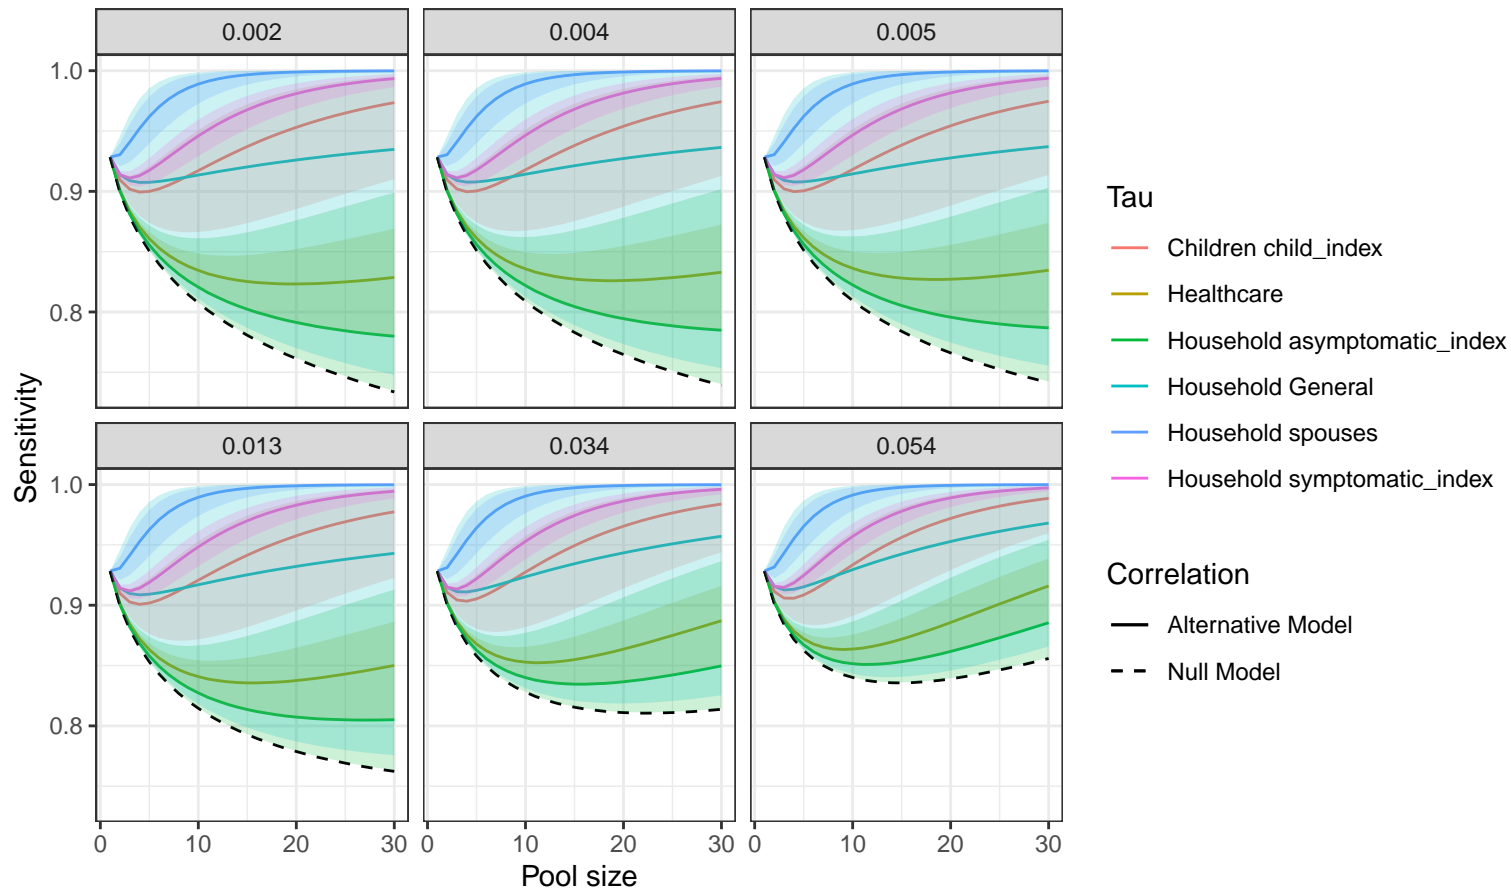 0.002 0.004 0.005
1.0
0.9
0.8
0.013 0.034 0.054
1.0
0.9
0.8
0 10 20 30 0 10 20 30 0 10 20 30
Pool size
Sensitivity
Tau
Children child_index
Healthcare
Household asymptomatic_index
Household General
Household spouses
Household symptomatic_index
Correlation
Alternative Model
Null Model